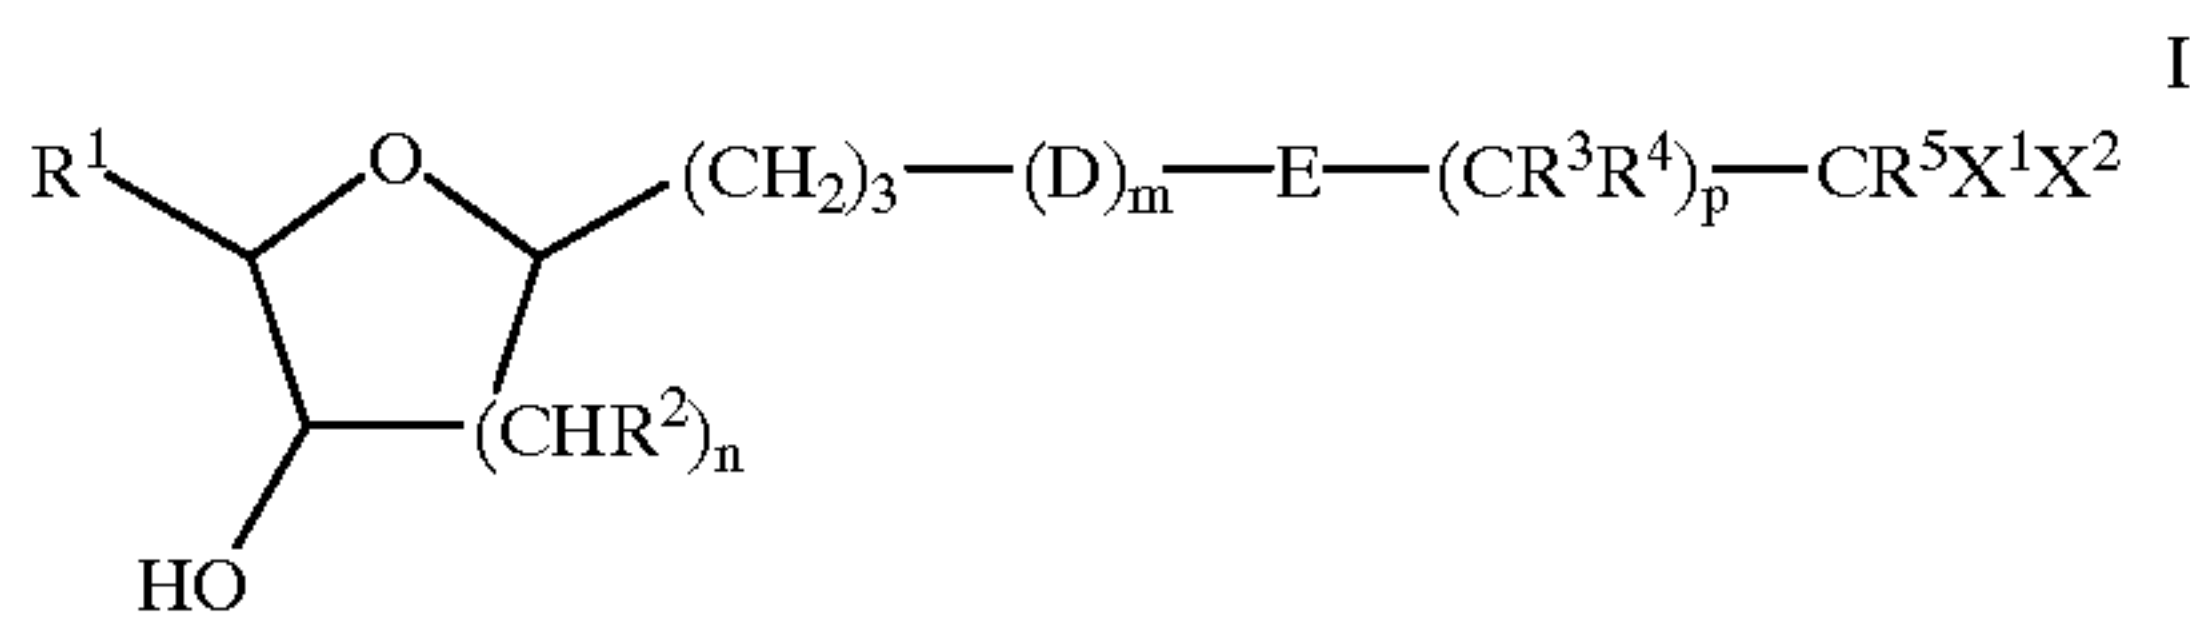 I
R¹ O (CH₂)₃—(D)ₘ—E—(CR³R⁴)ₚ—CR⁵X¹X²
(CHR²)ₙ
HO